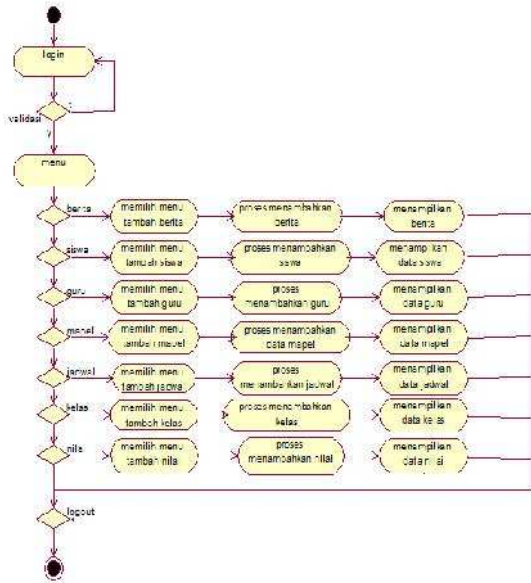 login
validasi
y
menu
berita
memilih menu
tambah berita
proses menambahkan
berita
menampilkan
berita
siswa
memilih menu
tambah siswa
proses menambahkan
siswa
menampilkan
data siswa
guru
memilih menu
tambah guru
proses
menambahkan guru
menampilkan
data guru
mapel
memilih menu
tambah mapel
proses menambahkan
data mapel
menampilkan
data mapel
jadwal
memilih menu
tambah jadwal
proses
menambahkan jadwal
menampilkan
data jadwal
kelas
memilih menu
tambah kelas
proses menambahkan
kelas
menampilkan
data kelas
nilai
memilih menu
tambah nilai
proses
menambahkan nilai
menampilkan
data nilai
logout